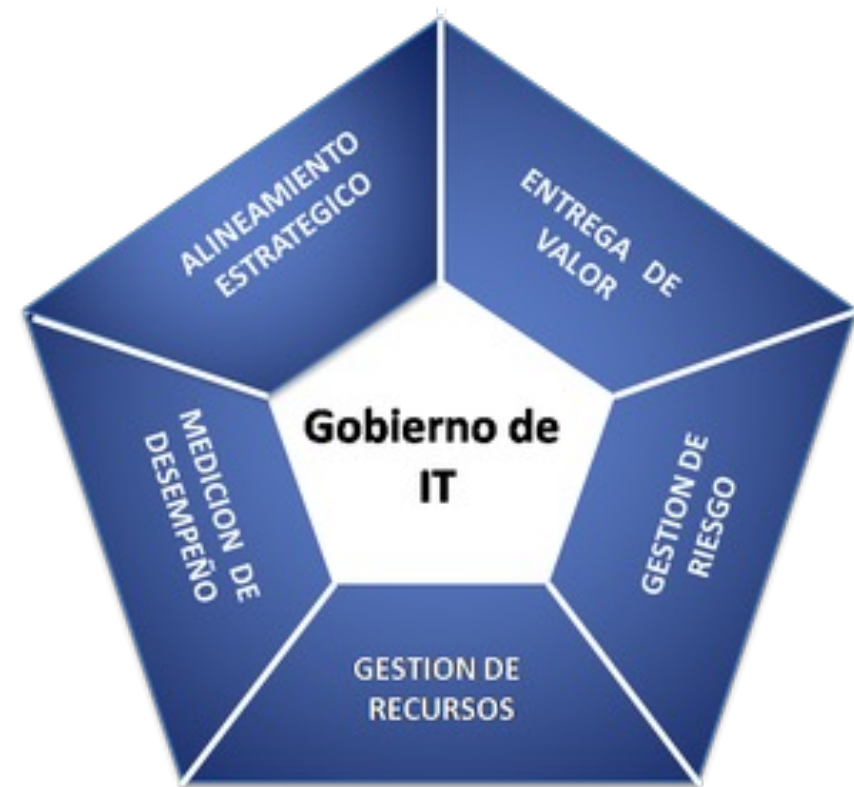 ALINEAMIENTO
ESTRATEGICO
ENTREGA DE
VALOR
MEDICION DE
DESEMPEÑO
Gobierno de
IT
GESTION DE
RIESGO
GESTION DE
RECURSOS